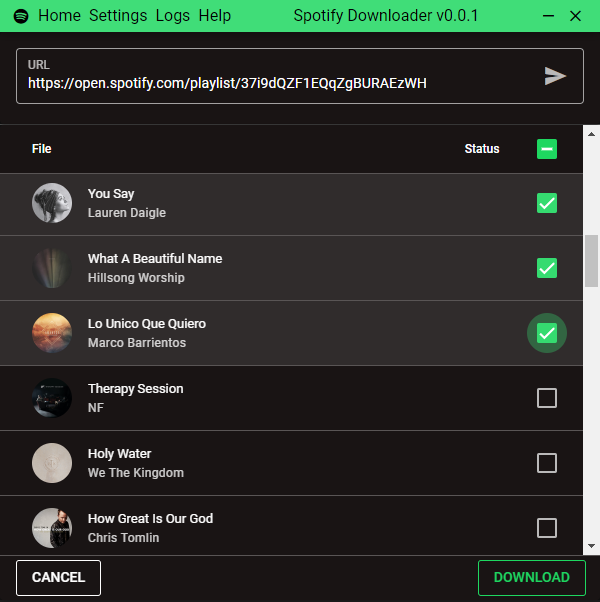 Home Settings Logs Help Spotify Downloader v0.0.1
URL
https://open.spotify.com/playlist/37i9dQZF1EQqZgBURAEzWH
File Status
You Say
Lauren Daigle
What A Beautiful Name
Hillsong Worship
Lo Unico Que Quiero
Marco Barrientos
Therapy Session
NF
Holy Water
We The Kingdom
How Great Is Our God
Chris Tomlin
CANCEL DOWNLOAD